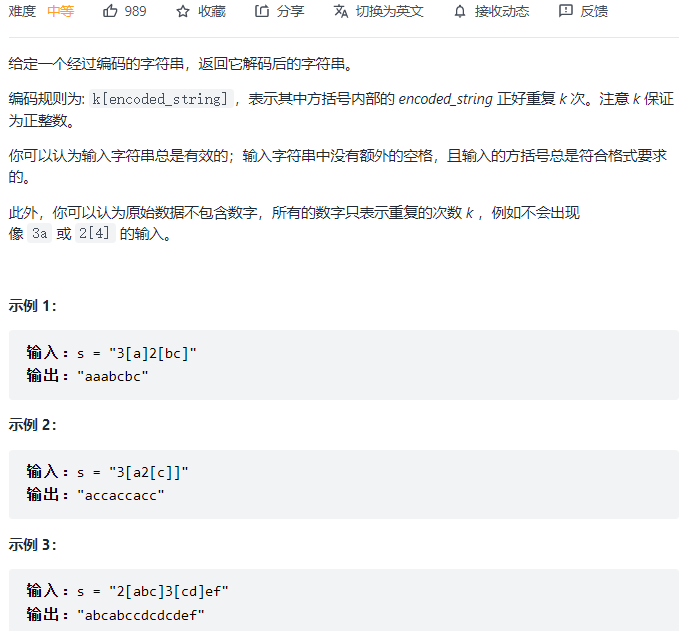 难度 中等 989 收藏 分享 切换为英文 接收动态 反馈
给定一个经过编码的字符串，返回它解码后的字符串。
编码规则为: k[encoded_string]，表示其中方括号内部的 encoded_string 正好重复 k 次。注意 k 保证
为正整数。
你可以认为输入字符串总是有效的；输入字符串中没有额外的空格，且输入的方括号总是符合格式要求
的。
此外，你可以认为原始数据不包含数字，所有的数字只表示重复的次数 k ，例如不会出现
像 3a 或 2[4] 的输入。
示例 1：
输入：s = "3[a]2[bc]"
输出："aaabcbc"
示例 2：
输入：s = "3[a2[c]]"
输出："accaccacc"
示例 3：
输入：s = "2[abc]3[cd]ef"
输出："abcabccdcdcdef"